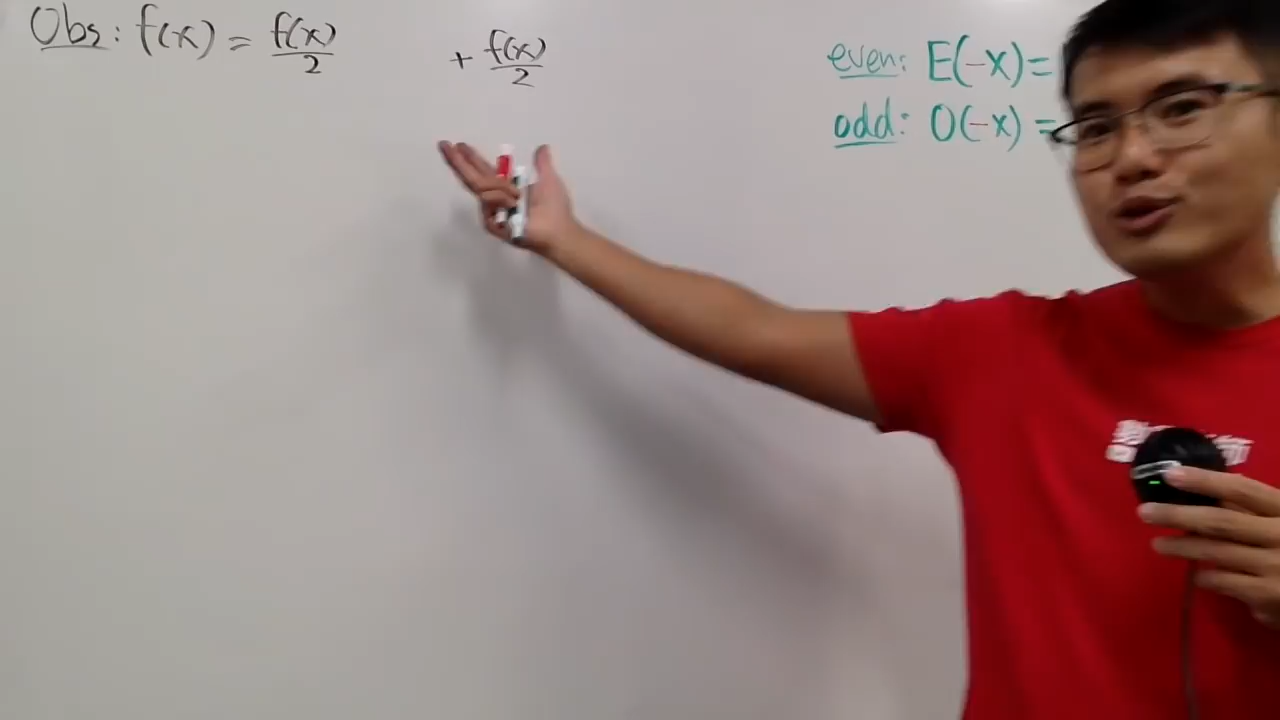 Obs: f(x) = f(x)/2 + f(x)/2
even: E(-x)=
odd: O(-x) =